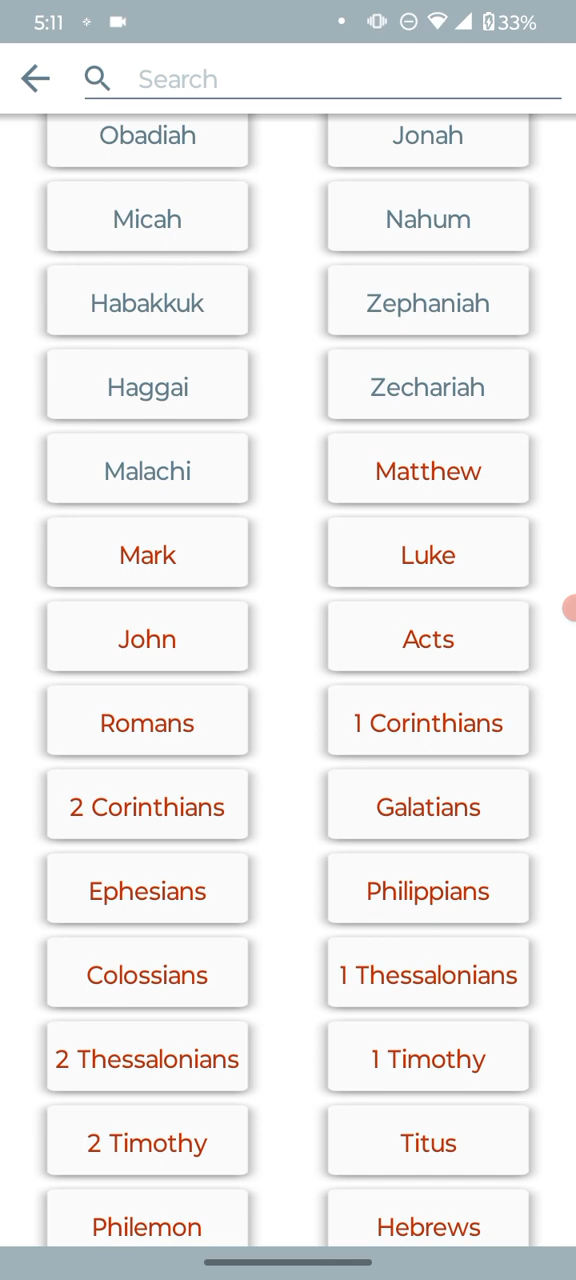 5:11
33%
Search
Obadiah
Jonah
Micah
Nahum
Habakkuk
Zephaniah
Haggai
Zechariah
Malachi
Matthew
Mark
Luke
John
Acts
Romans
1 Corinthians
2 Corinthians
Galatians
Ephesians
Philippians
Colossians
1 Thessalonians
2 Thessalonians
1 Timothy
2 Timothy
Titus
Philemon
Hebrews